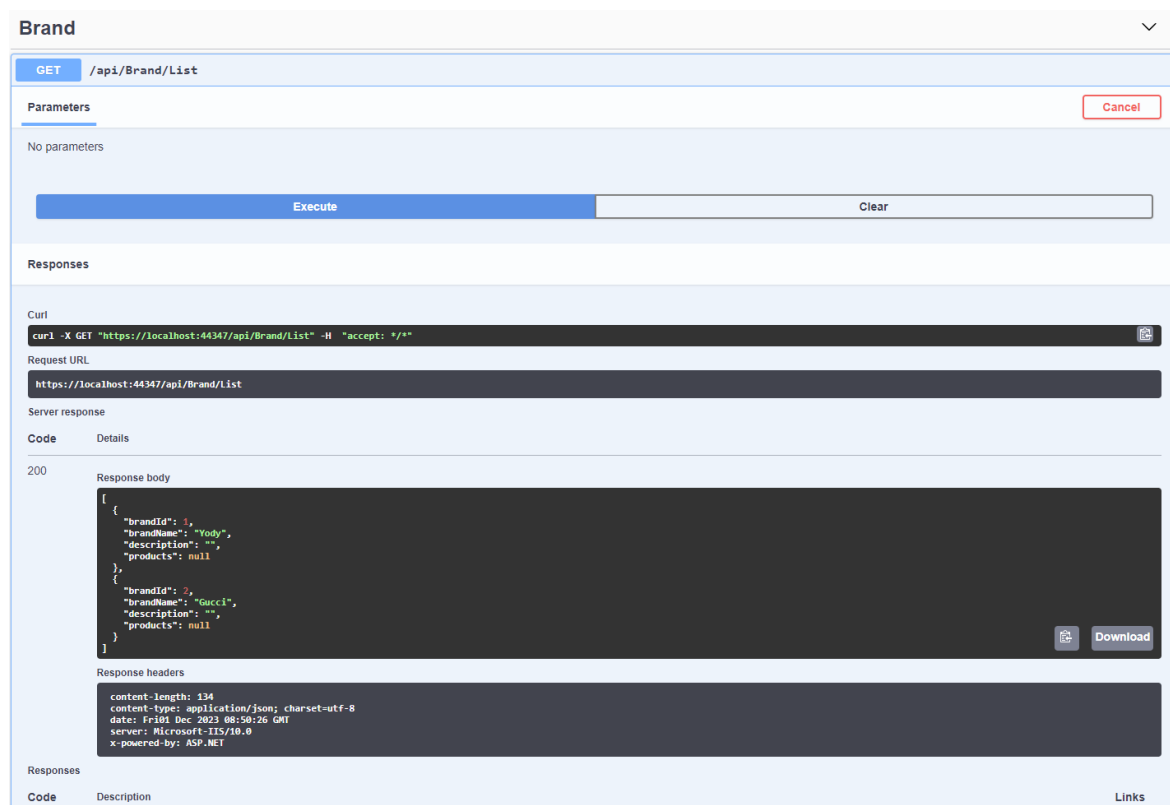 Brand
GET /api/Brand/List
Parameters
Cancel
No parameters
Execute
Clear
Responses
Curl
curl -X GET "https://localhost:44347/api/Brand/List" -H  "accept: */*"
Request URL
https://localhost:44347/api/Brand/List
Server response
Code Details
200
Response body
[
  {
    "brandId": 1,
    "brandName": "Yody",
    "description": "",
    "products": null
  },
  {
    "brandId": 2,
    "brandName": "Gucci",
    "description": "",
    "products": null
  }
]
Download
Response headers
content-length: 134
content-type: application/json; charset=utf-8
date: Fri01 Dec 2023 08:50:26 GMT
server: Microsoft-IIS/10.0
x-powered-by: ASP.NET
Responses
Code Description Links